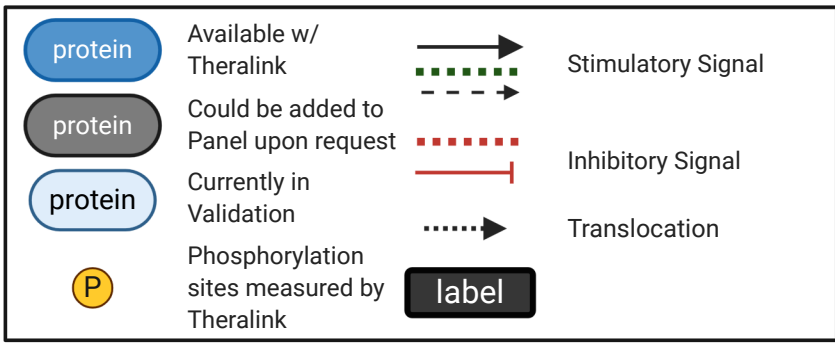 protein
Available w/
Theralink
protein
Could be added to
Panel upon request
protein
Currently in
Validation
P
Phosphorylation
sites measured by
Theralink
Stimulatory Signal
Inhibitory Signal
Translocation
label